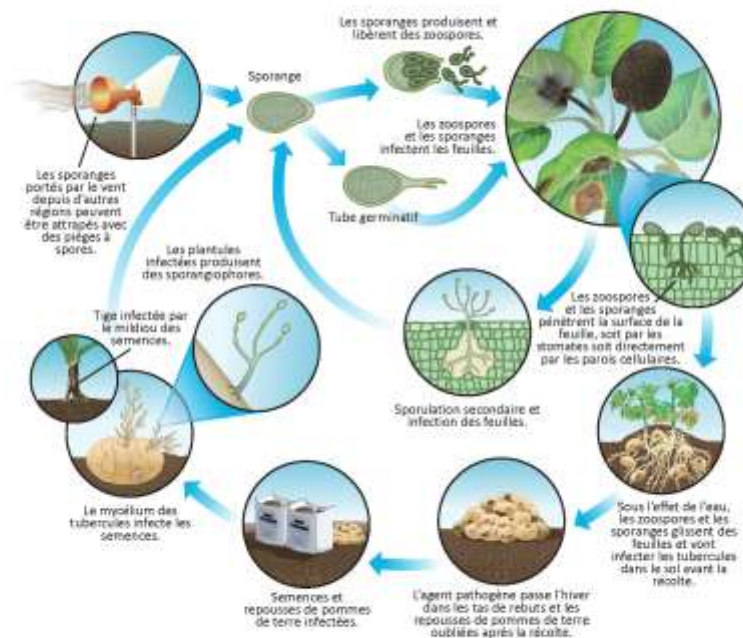 Les sporanges produisent et
libèrent des zoospores.
Sporange
Les zoospores
et les sporanges
infectent les feuilles.
Tube germinatif
Les sporanges
portés par le vent
depuis d'autres
régions peuvent
être attrapés avec
des pièges à
spores.
Les plantules
infectées produisent
des sporangiophores.
Tige infectée par
le mildiou des
semences.
Les zoospores
et les sporanges
pénètrent la surface de la
feuille, soit par les
stomates soit directement
par les parois cellulaires.
Sporulation secondaire et
infection des feuilles.
Le mycélium des
tubercules infecte les
semences.
Semences et
repousses de pommes
de terre infectées.
L'agent pathogène passe l'hiver
dans les tas de rebuts et les
repousses de pommes de terre
oubliées après la récolte.
Sous l'effet de l'eau,
les zoospores et les
sporanges glissent des
feuilles et vont
infecter les tubercules
dans le sol avant la
récolte.